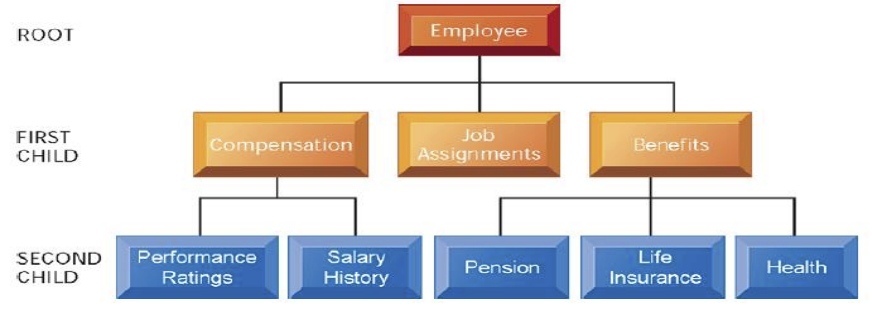 ROOT
Employee
FIRST
CHILD
Compensation
Job
Assignments
Benefits
SECOND
CHILD
Performance
Ratings
Salary
History
Pension
Life
Insurance
Health